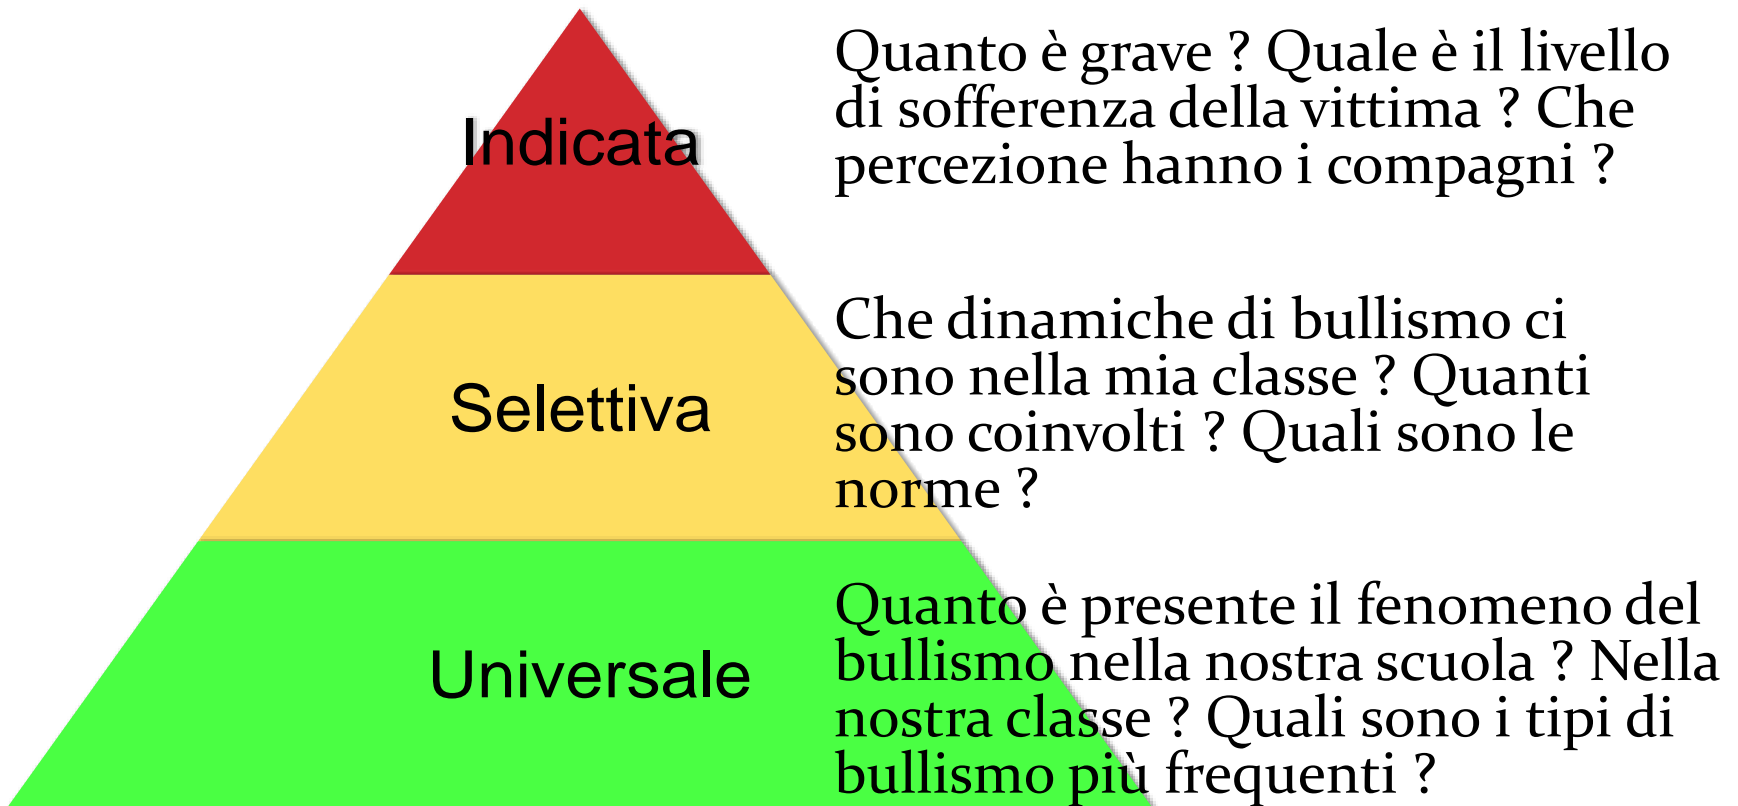 Indicata
Quanto è grave ? Quale è il livello
di sofferenza della vittima ? Che
percezione hanno i compagni ?
Selettiva
Che dinamiche di bullismo ci
sono nella mia classe ? Quanti
sono coinvolti ? Quali sono le
norme ?
Universale
Quanto è presente il fenomeno del
bullismo nella nostra scuola ? Nella
nostra classe ? Quali sono i tipi di
bullismo più frequenti ?